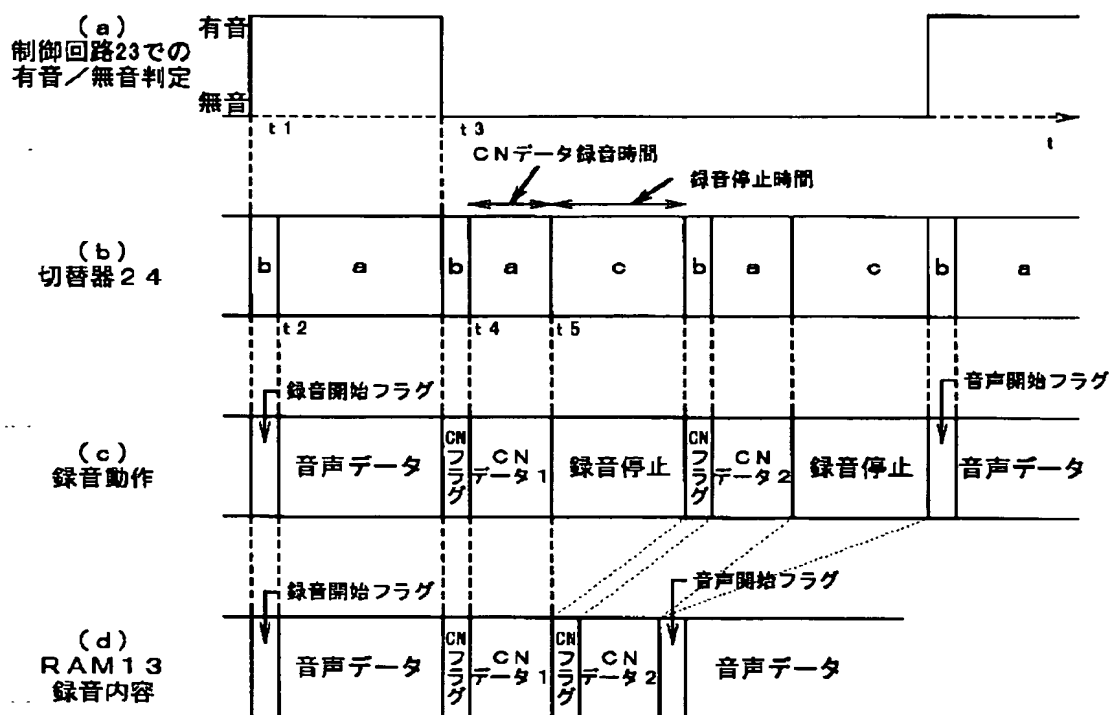 (a)
制御回路23での
有音/無音判定
有音
無音
t1
t3
t
CNデータ録音時間
録音停止時間
(b)
切替器24
b
a
b
a
c
b
a
c
b
a
t2
t4
t5
録音開始フラグ
音声開始フラグ
(c)
録音動作
音声データ
CN
フラグ
CN
データ1
録音停止
CN
フラグ
CN
データ2
録音停止
音声データ
録音開始フラグ
音声開始フラグ
(d)
RAM13
録音内容
音声データ
CN
フラグ
CN
データ1
CN
フラグ
CN
データ2
音声データ